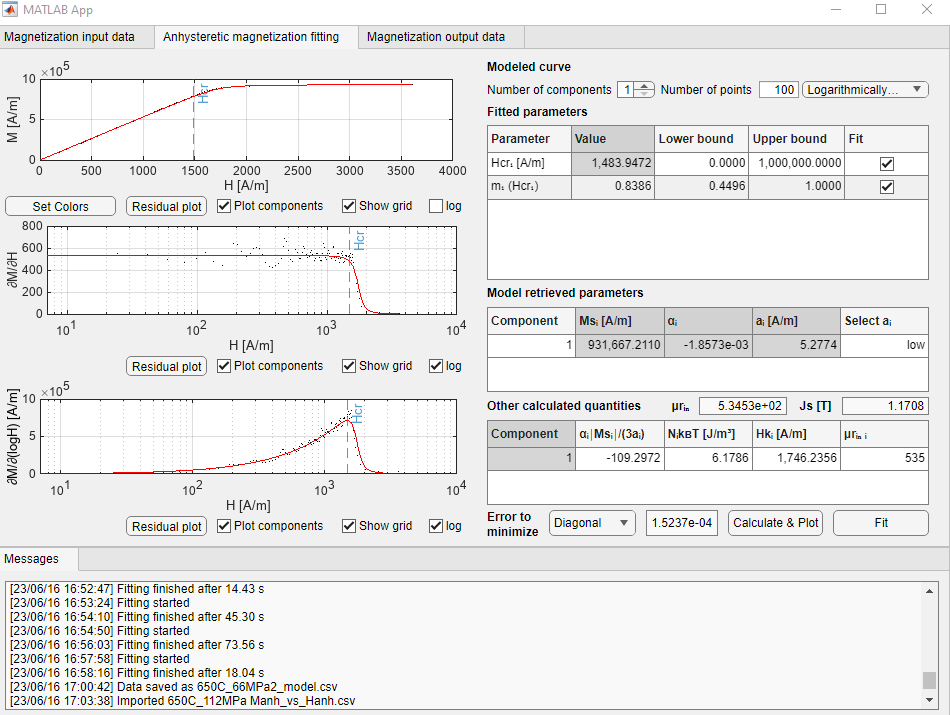 MATLAB App
Magnetization input data
Anhysteretic magnetization fitting
Magnetization output data
×10⁵
10
5
0
M [A/m]
Hcr
0 500 1000 1500 2000 2500 3000 3500 4000
H [A/m]
Set Colors
Residual plot
Plot components
Show grid
log
800
600
400
200
0
∂M/∂H
Hcr
10¹ 10² 10³ 10⁴
H [A/m]
Residual plot
Plot components
Show grid
log
×10⁵
10
5
0
∂M/∂(logH) [A/m]
Hcr
10¹ 10² 10³ 10⁴
H [A/m]
Residual plot
Plot components
Show grid
log
Modeled curve
Number of components 1 Number of points 100 Logarithmically...
Fitted parameters
Parameter Value Lower bound Upper bound Fit
Hcr₁ [A/m] 1,483.9472 0.0000 1,000,000.0000
m₁ (Hcr₁) 0.8386 0.4496 1.0000
Model retrieved parameters
Component Msᵢ [A/m] αᵢ aᵢ [A/m] Select aᵢ
1 931,667.2110 -1.8573e-03 5.2774 low
Other calculated quantities μrᵢₙ 5.3453e+02 Js [T] 1.1708
Component αᵢ|Msᵢ|/(3aᵢ) NᵢkʙT [J/m³] Hkᵢ [A/m] μrᵢₙ ᵢ
1 -109.2972 6.1786 1,746.2356 535
Error to
minimize
Diagonal
1.5237e-04
Calculate & Plot
Fit
Messages
[23/06/16 16:52:47] Fitting finished after 14.43 s
[23/06/16 16:53:24] Fitting started
[23/06/16 16:54:10] Fitting finished after 45.30 s
[23/06/16 16:54:50] Fitting started
[23/06/16 16:56:03] Fitting finished after 73.56 s
[23/06/16 16:57:58] Fitting started
[23/06/16 16:58:16] Fitting finished after 18.04 s
[23/06/16 17:00:42] Data saved as 650C_66MPa2_model.csv
[23/06/16 17:03:38] Imported 650C_112MPa Manh_vs_Hanh.csv